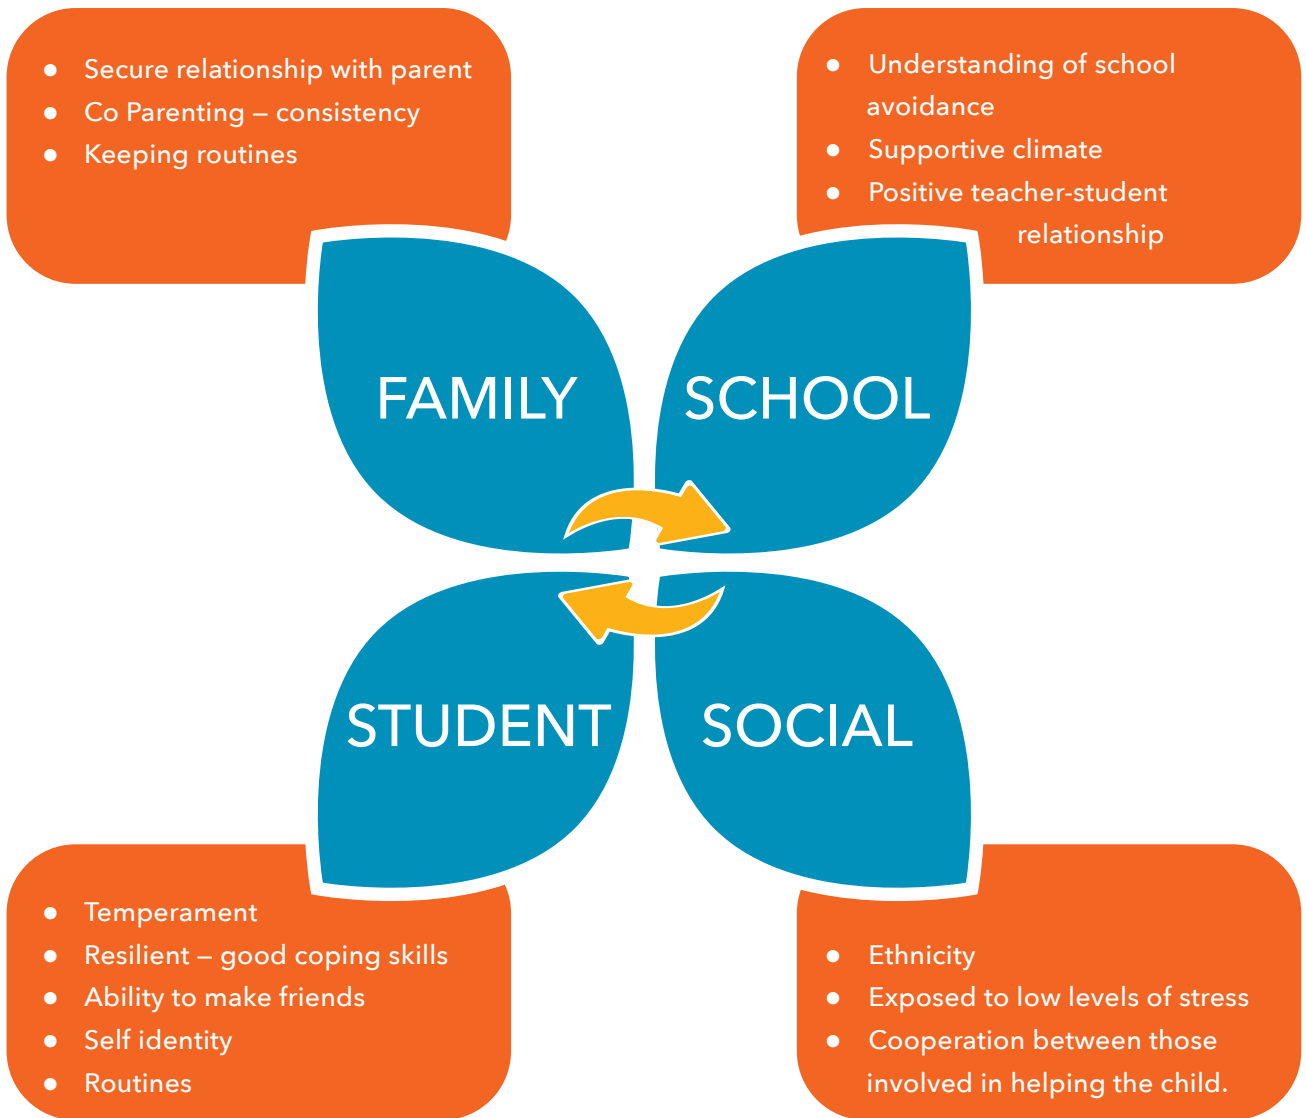 ● Secure relationship with parent
● Co Parenting – consistency
● Keeping routines
● Understanding of school
avoidance
● Supportive climate
● Positive teacher-student
relationship
FAMILY
SCHOOL
STUDENT
SOCIAL
● Temperament
● Resilient – good coping skills
● Ability to make friends
● Self identity
● Routines
● Ethnicity
● Exposed to low levels of stress
● Cooperation between those
involved in helping the child.